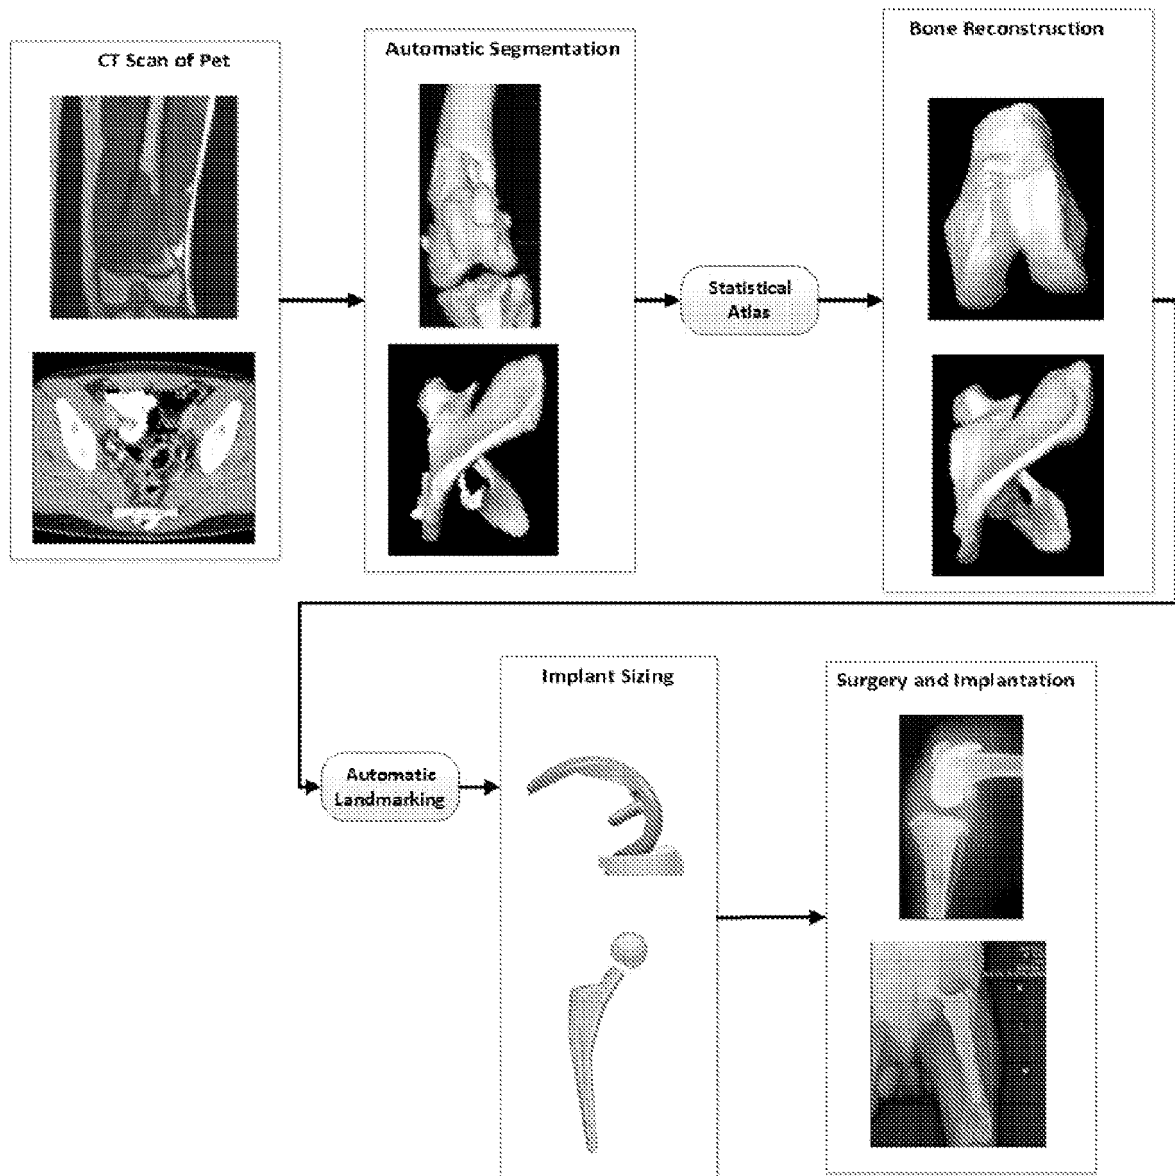 CT Scan of Pet
Automatic Segmentation
Statistical
Atlas
Bone Reconstruction
Automatic
Landmarking
Implant Sizing
Surgery and Implantation